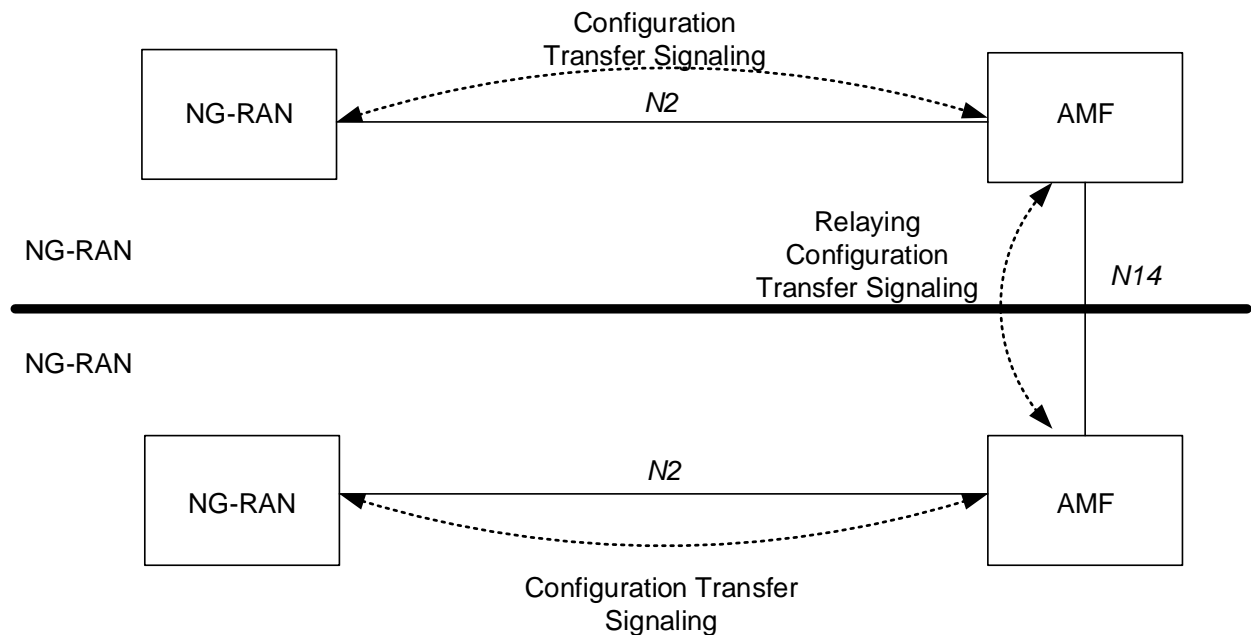 Configuration
Transfer Signaling
NG-RAN
N2
AMF
NG-RAN
Relaying
Configuration
Transfer Signaling
N14
NG-RAN
NG-RAN
N2
AMF
Configuration Transfer
Signaling